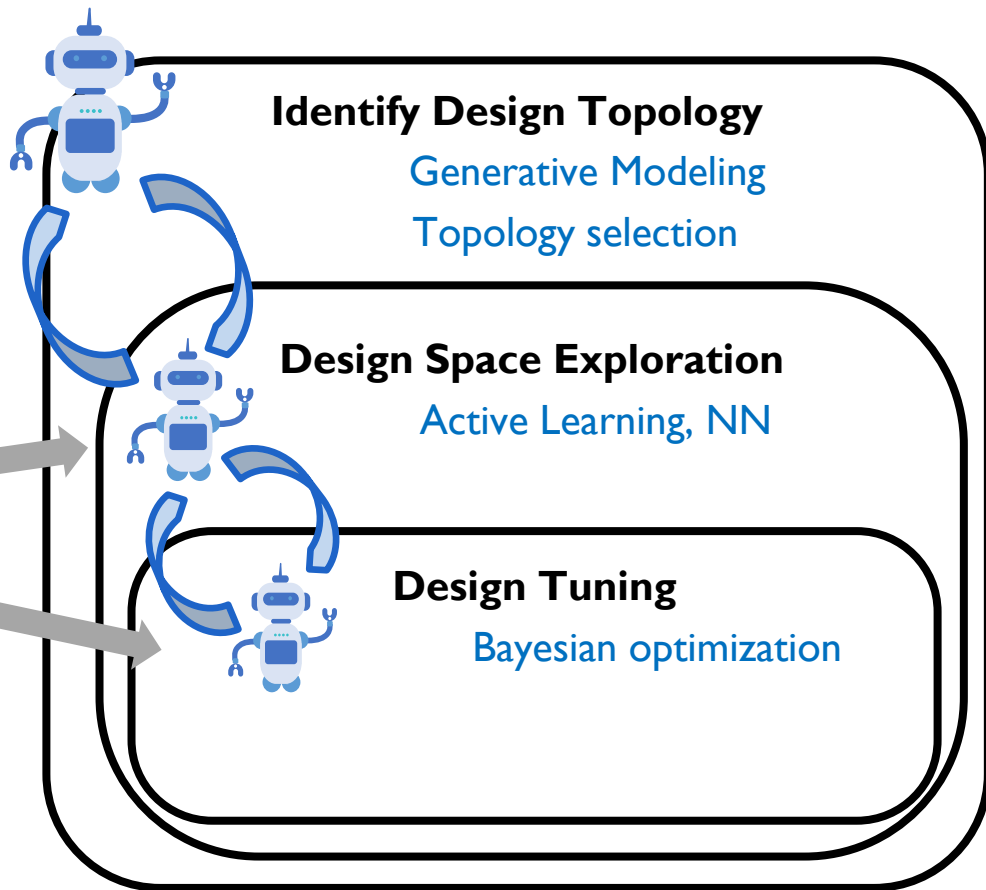 Identify Design Topology
Generative Modeling
Topology selection
Design Space Exploration
Active Learning, NN
Design Tuning
Bayesian optimization